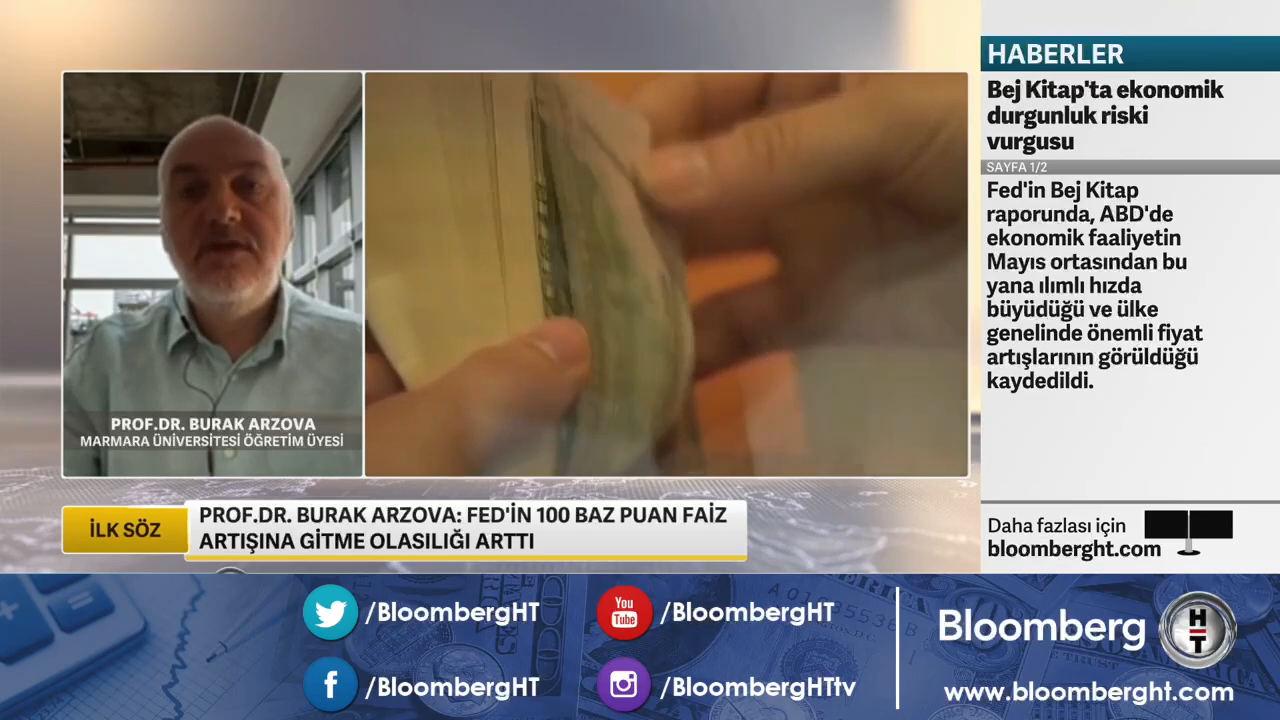 HABERLER
Bej Kitap'ta ekonomik
durgunluk riski
vurgusu
SAYFA 1/2
Fed'in Bej Kitap
raporunda, ABD'de
ekonomik faaliyetin
Mayıs ortasından bu
yana ılımlı hızda
büyüdüğü ve ülke
genelinde önemli fiyat
artışlarının görüldüğü
kaydedildi.
Daha fazlası için
bloomberght.com
PROF.DR. BURAK ARZOVA
MARMARA ÜNİVERSİTESİ ÖĞRETİM ÜYESİ
İLK SÖZ
PROF.DR. BURAK ARZOVA: FED'İN 100 BAZ PUAN FAİZ
ARTIŞINA GİTME OLASILIĞI ARTTI
/BloombergHT
You Tube /BloombergHT
/BloombergHT
/BloombergHTtv
Bloomberg HT
www.bloomberght.com